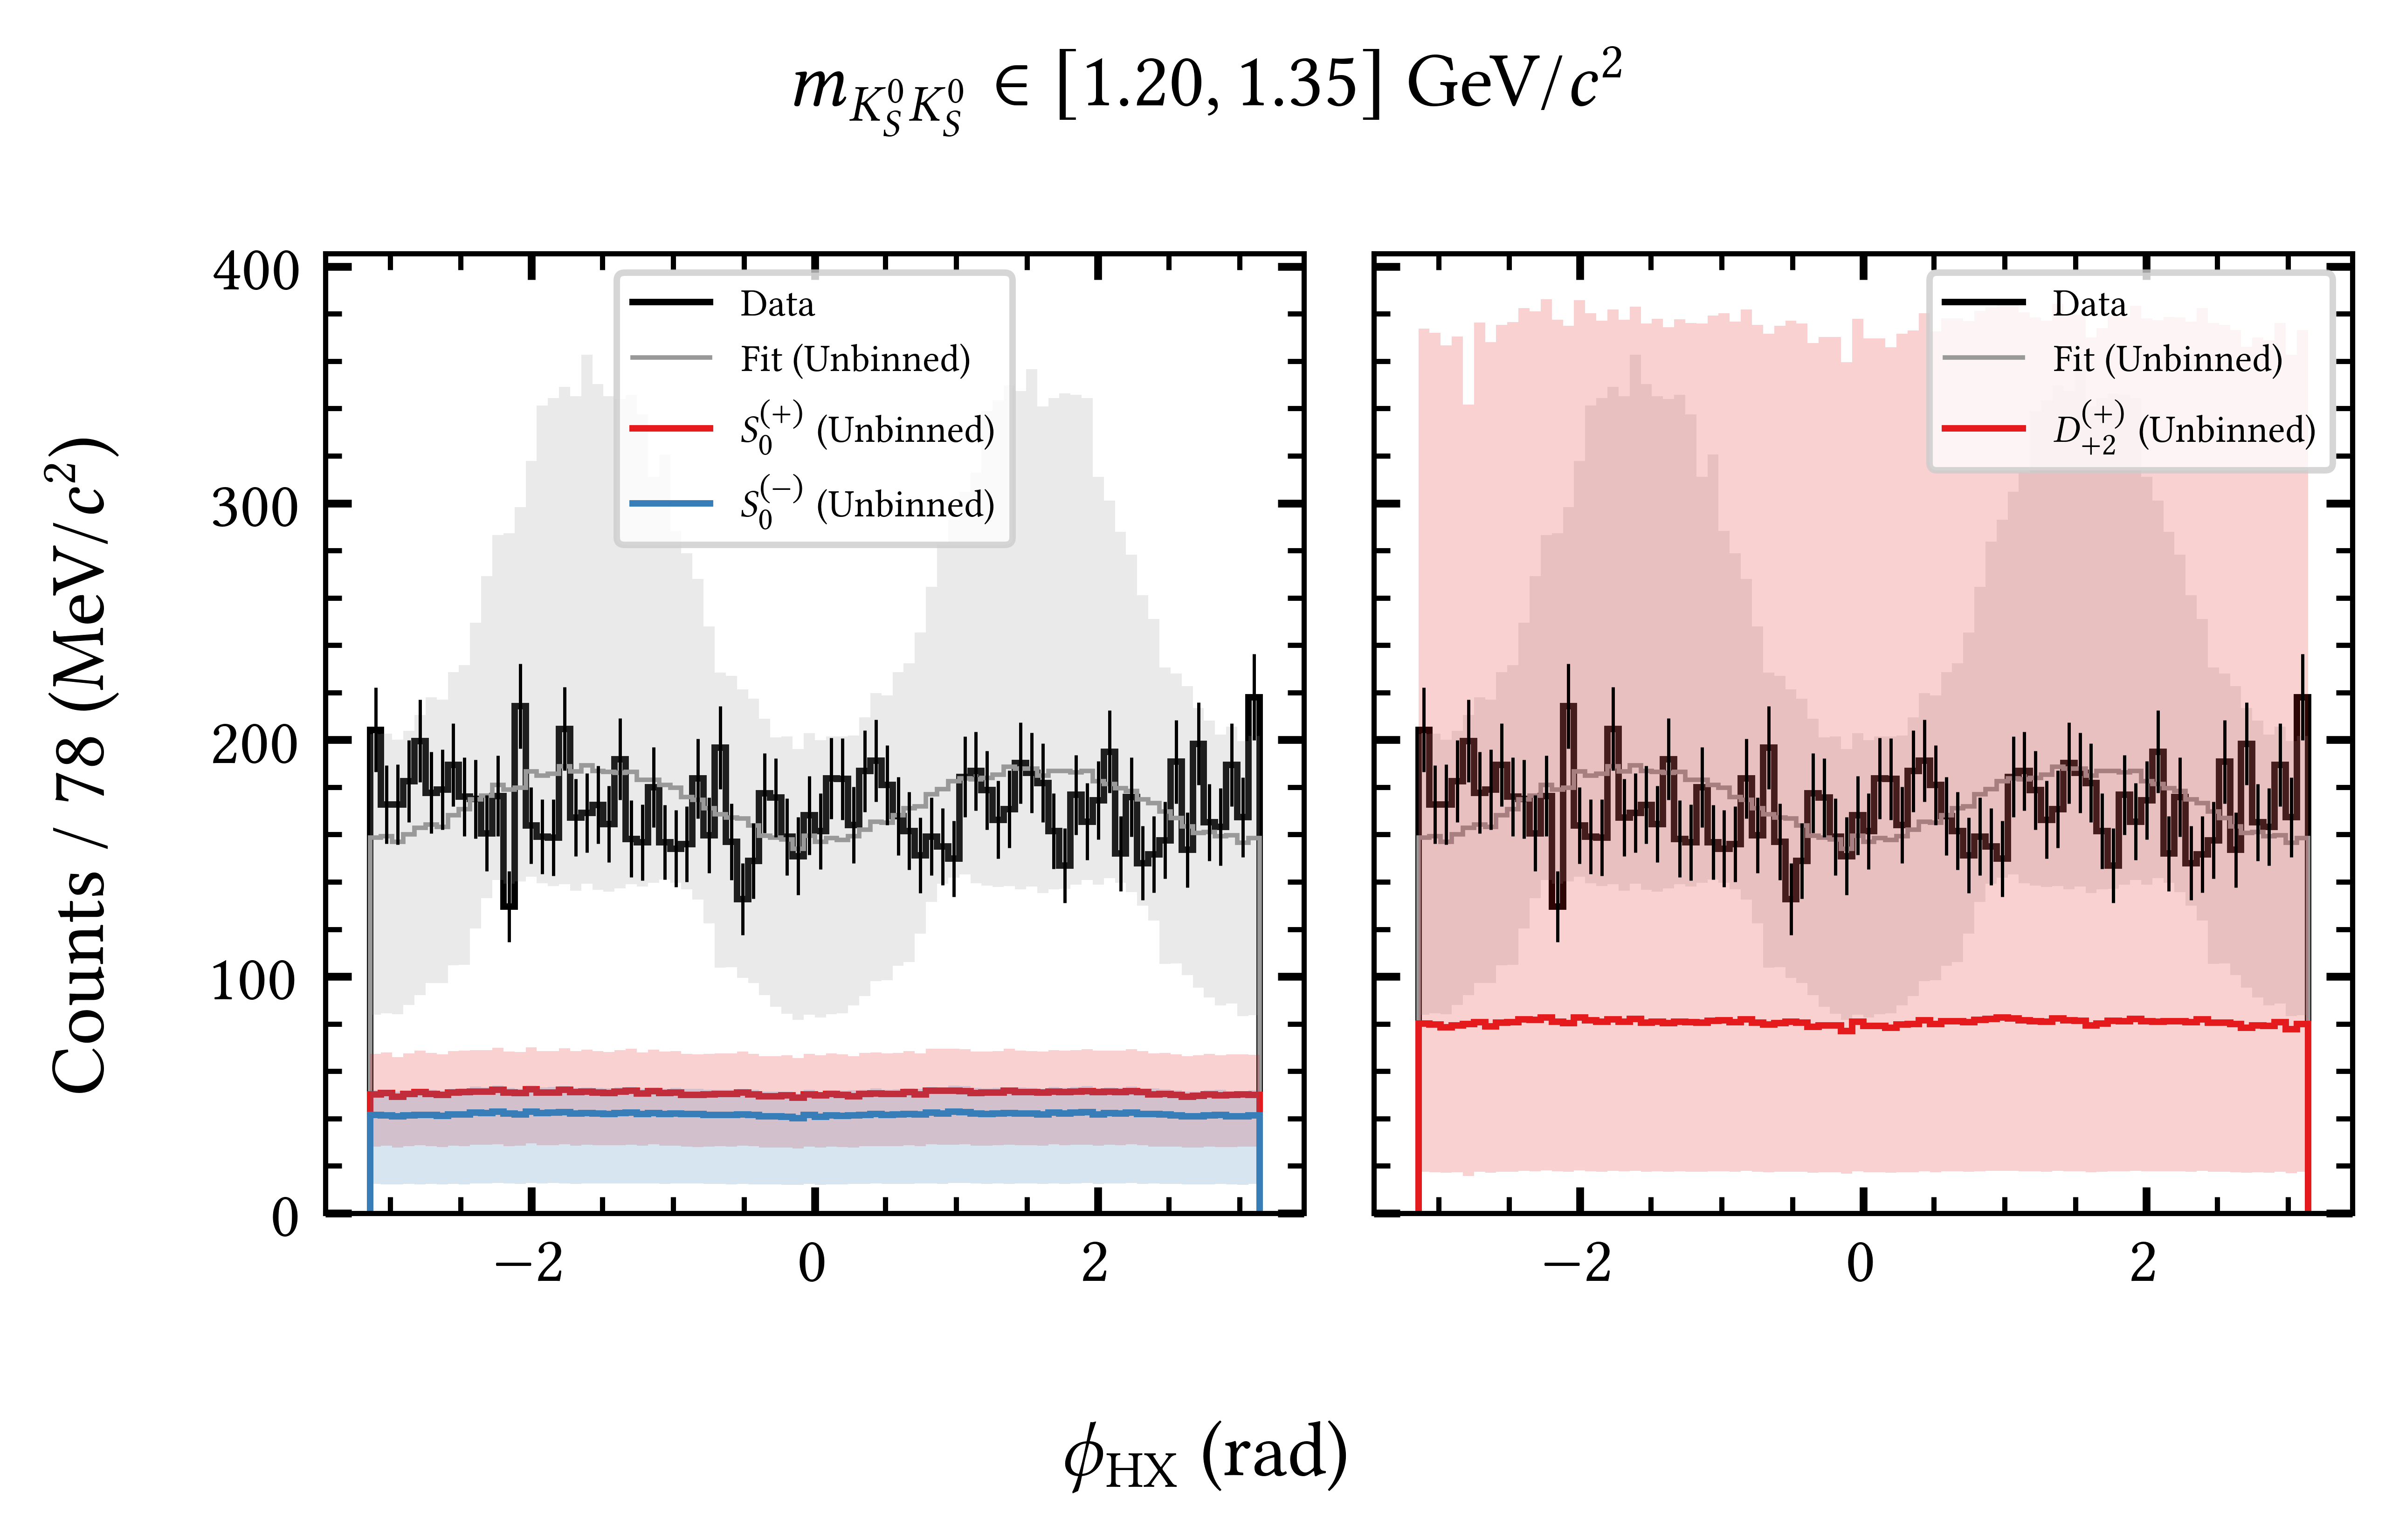 m_{K_S^0 K_S^0} ∈ [1.20, 1.35] GeV/c²
Counts / 78 (MeV/c²)
400
300
200
100
0
Data
Fit (Unbinned)
S_0^{(+)} (Unbinned)
S_0^{(−)} (Unbinned)
−2
0
2
Data
Fit (Unbinned)
D_{+2}^{(+)} (Unbinned)
−2
0
2
ϕ_{HX} (rad)